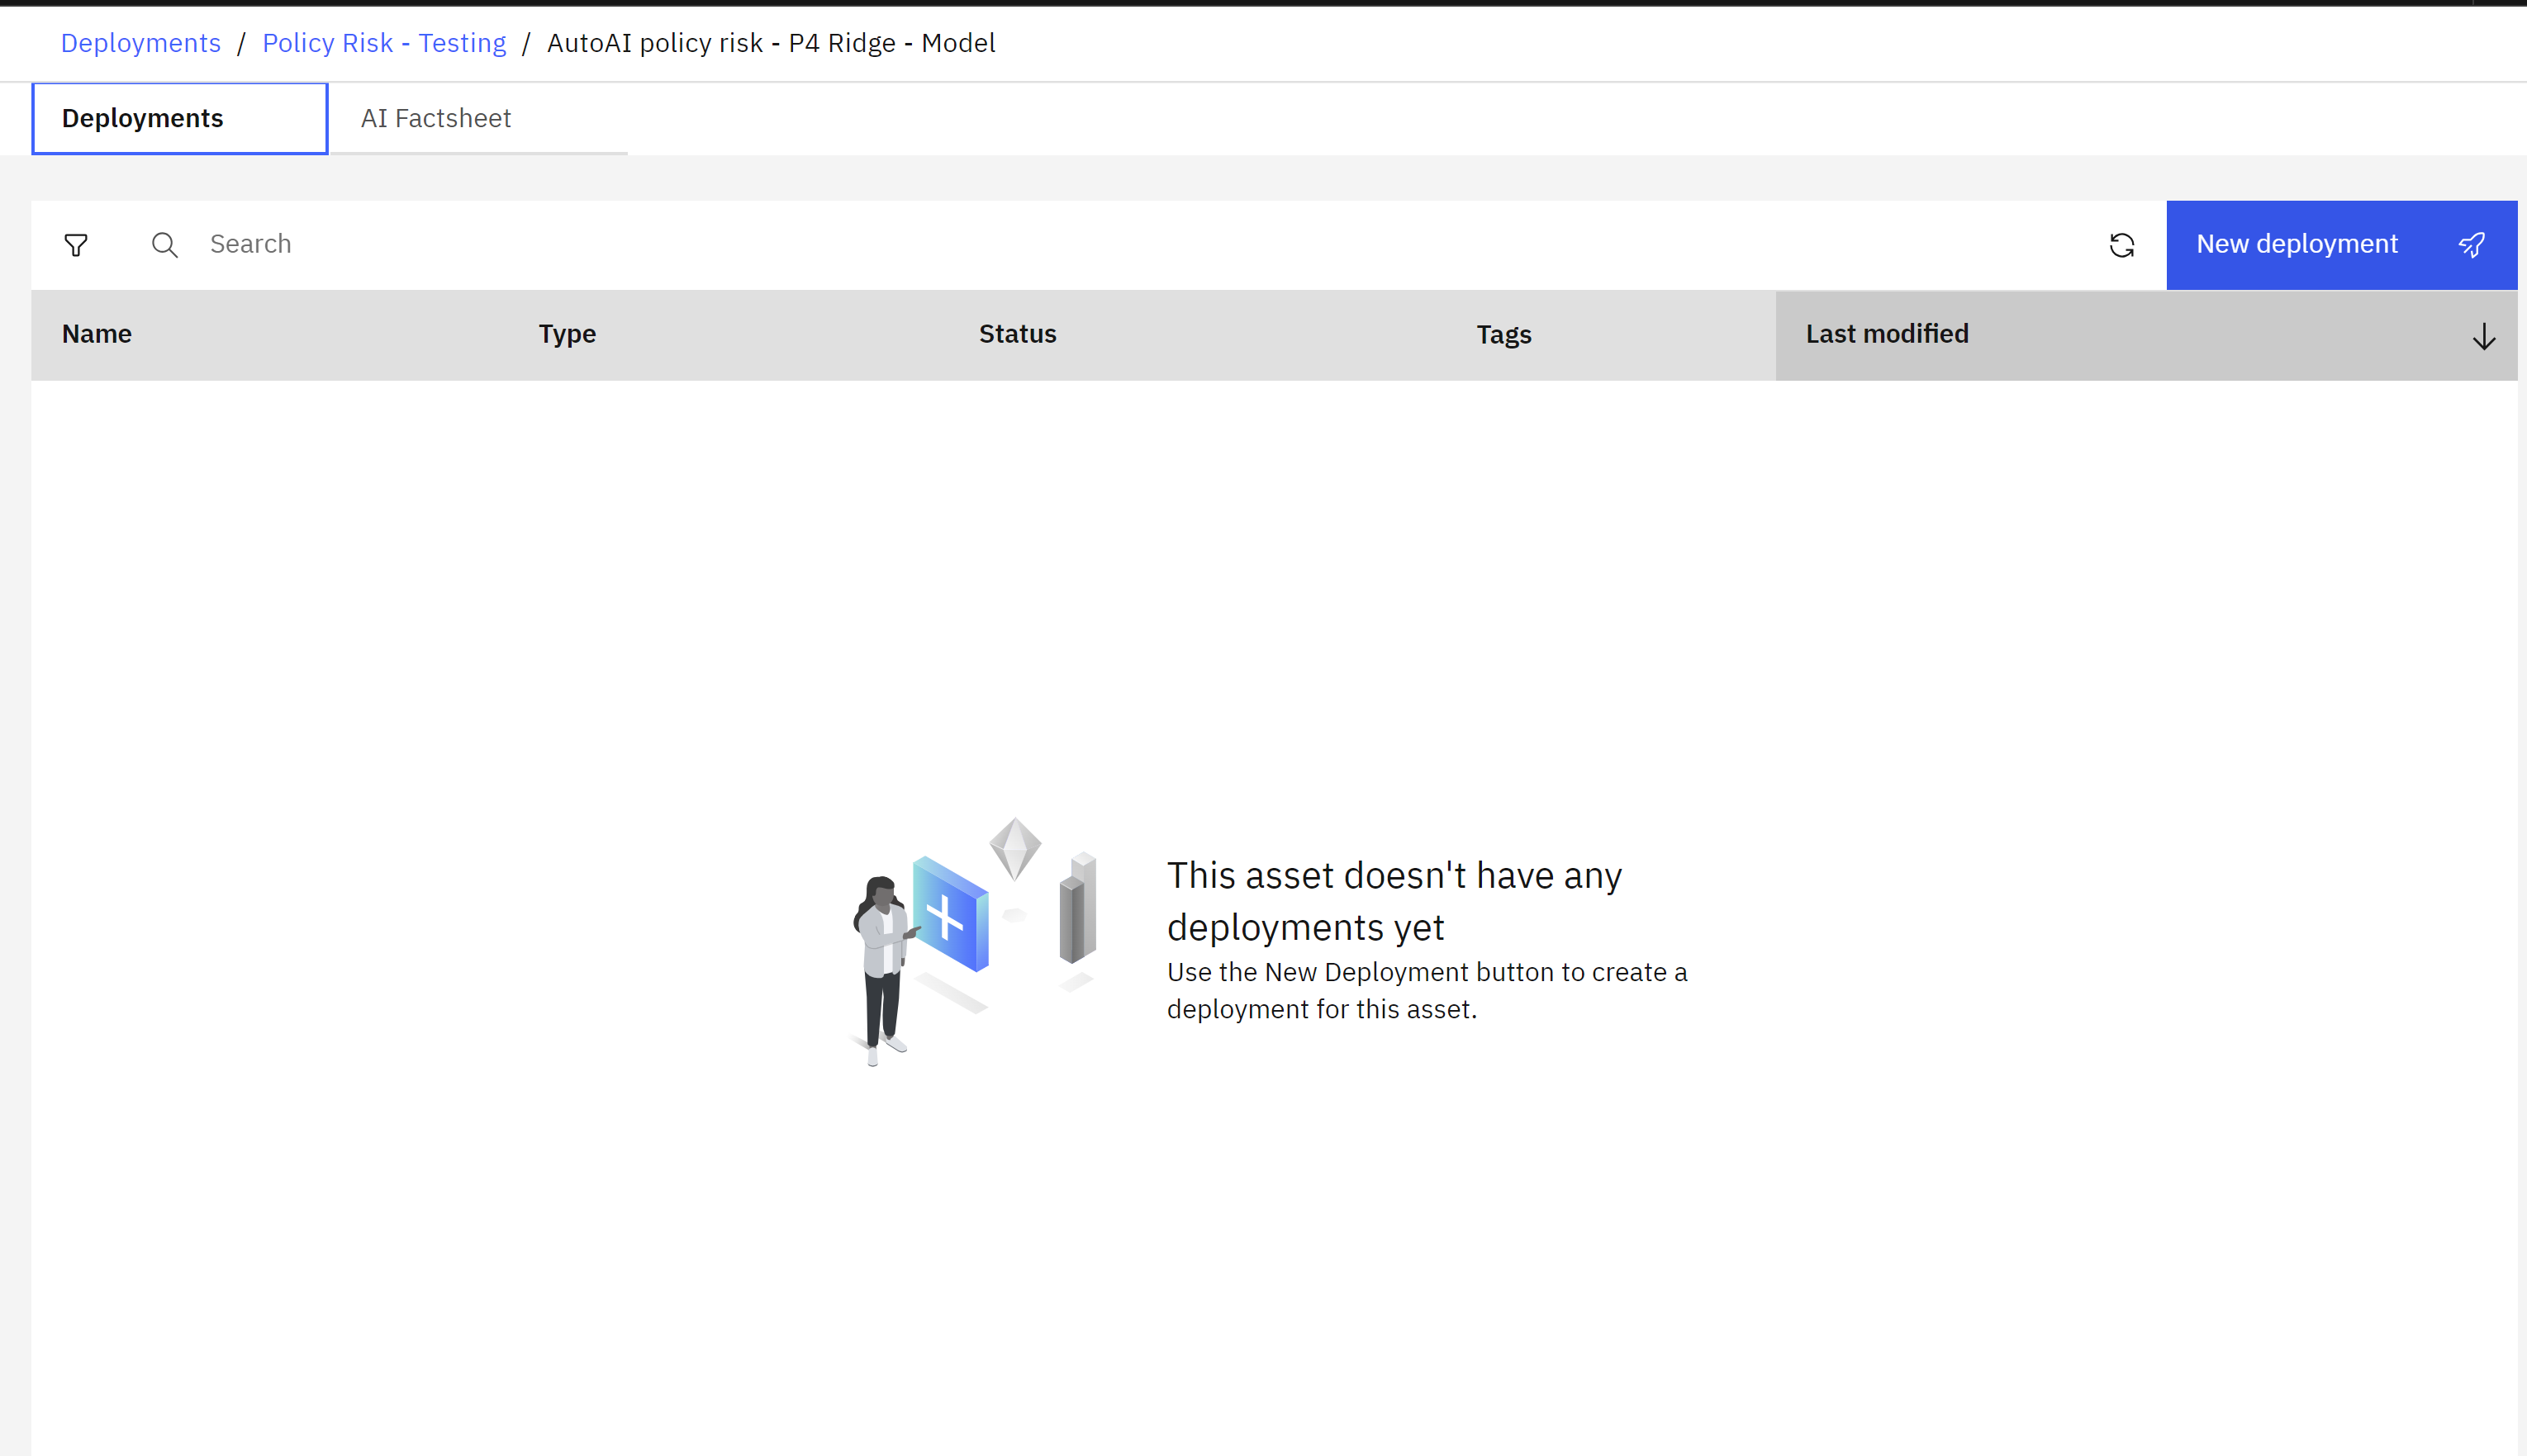 Deployments / Policy Risk - Testing / AutoAI policy risk - P4 Ridge - Model
Deployments AI Factsheet
Search New deployment
Name Type Status Tags Last modified
This asset doesn't have any
deployments yet
Use the New Deployment button to create a
deployment for this asset.